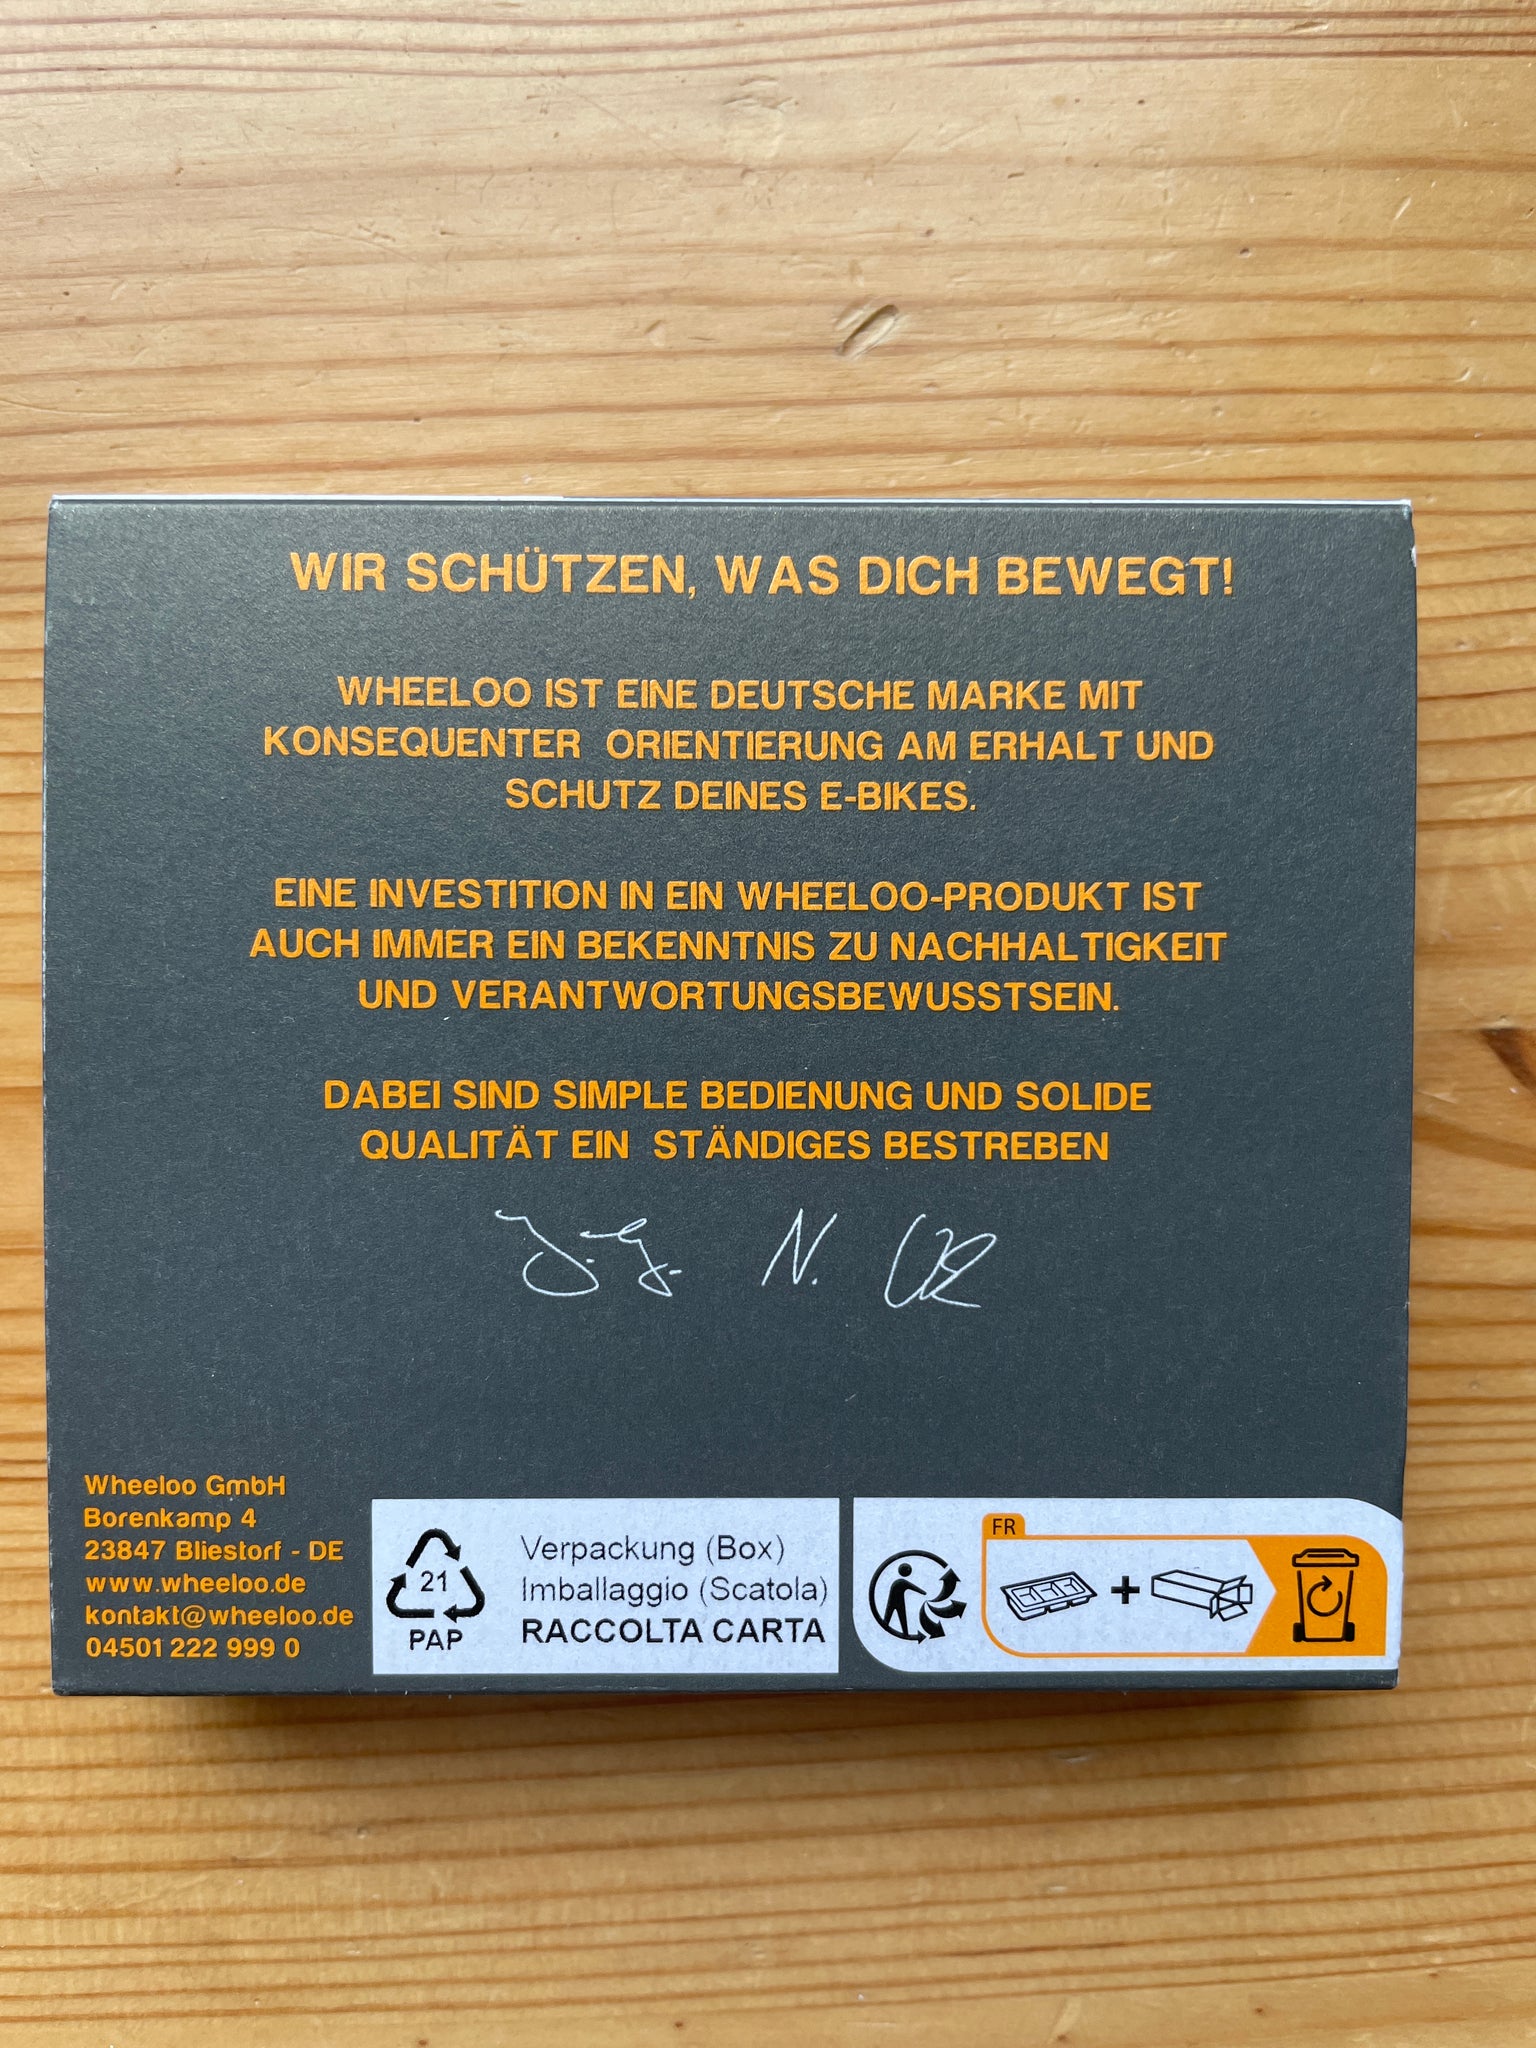 WIR SCHÜTZEN, WAS DICH BEWEGT!
WHEELOO IST EINE DEUTSCHE MARKE MIT
KONSEQUENTER ORIENTIERUNG AM ERHALT UND
SCHUTZ DEINES E-BIKES.
EINE INVESTITION IN EIN WHEELOO-PRODUKT IST
AUCH IMMER EIN BEKENNTNIS ZU NACHHALTIGKEIT
UND VERANTWORTUNGSBEWUSSTSEIN.
DABEI SIND SIMPLE BEDIENUNG UND SOLIDE
QUALITÄT EIN STÄNDIGES BESTREBEN
Wheeloo GmbH
Borenkamp 4
23847 Bliestorf - DE
www.wheeloo.de
kontakt@wheeloo.de
04501 222 999 0
21
PAP
Verpackung (Box)
Imballaggio (Scatola)
RACCOLTA CARTA
FR